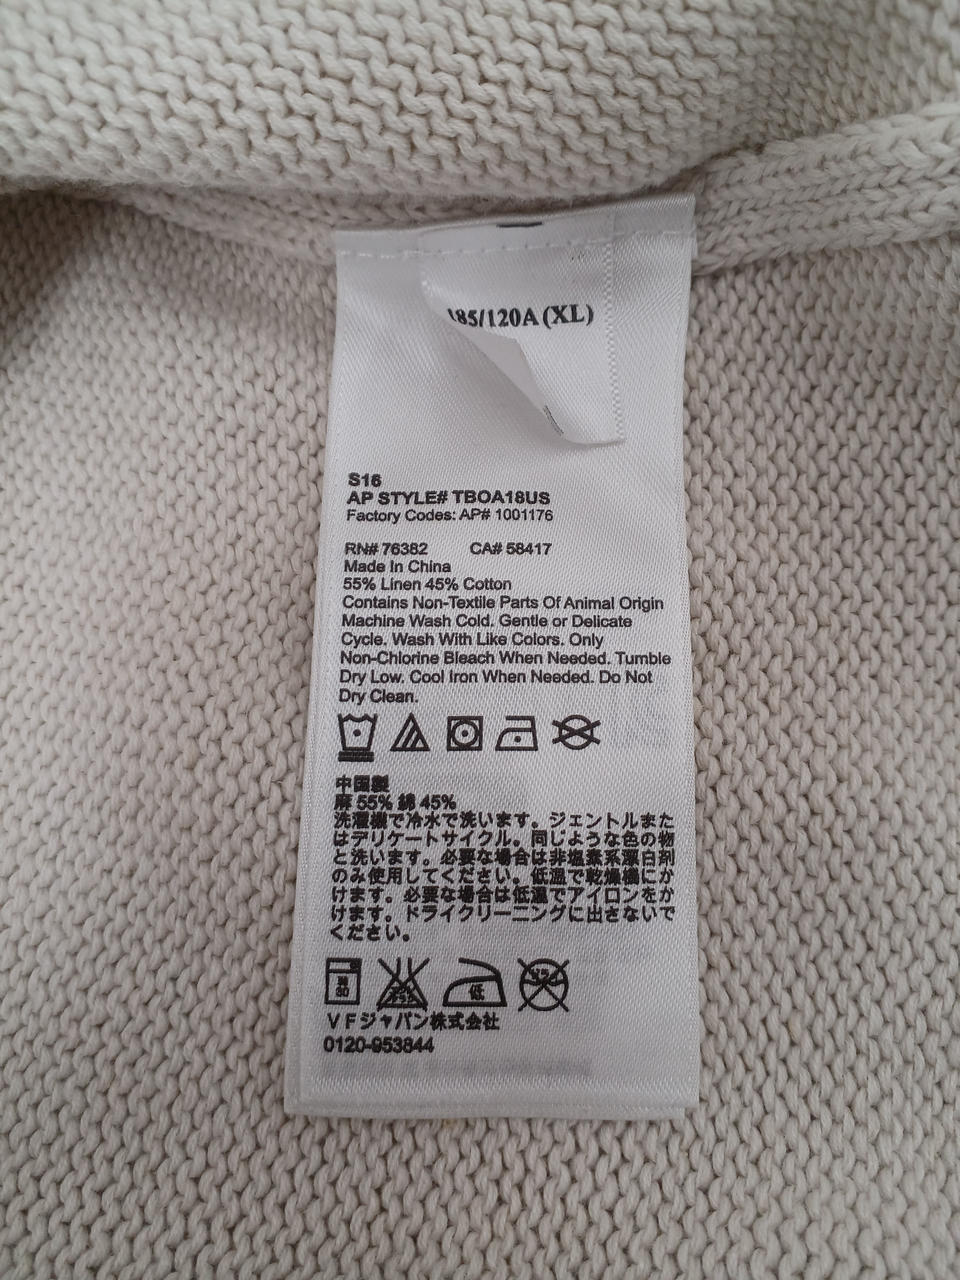 185/120A (XL)
S16
AP STYLE# TBOA18US
Factory Codes: AP# 1001176
RN# 76382 CA# 58417
Made In China
55% Linen 45% Cotton
Contains Non-Textile Parts Of Animal Origin
Machine Wash Cold. Gentle or Delicate
Cycle. Wash With Like Colors. Only
Non-Chlorine Bleach When Needed. Tumble
Dry Low. Cool Iron When Needed. Do Not
Dry Clean.
中国製
麻 55% 綿 45%
洗濯機で冷水で洗います。ジェントルまた
はデリケートサイクル。同じような色の物
と洗います。必要な場合は非塩素系漂白剤
のみ使用してください。低温で乾燥機にか
けます。必要な場合は低温でアイロンをか
けます。ドライクリーニングに出さないで
ください。
低
VFジャパン株式会社
0120-953844